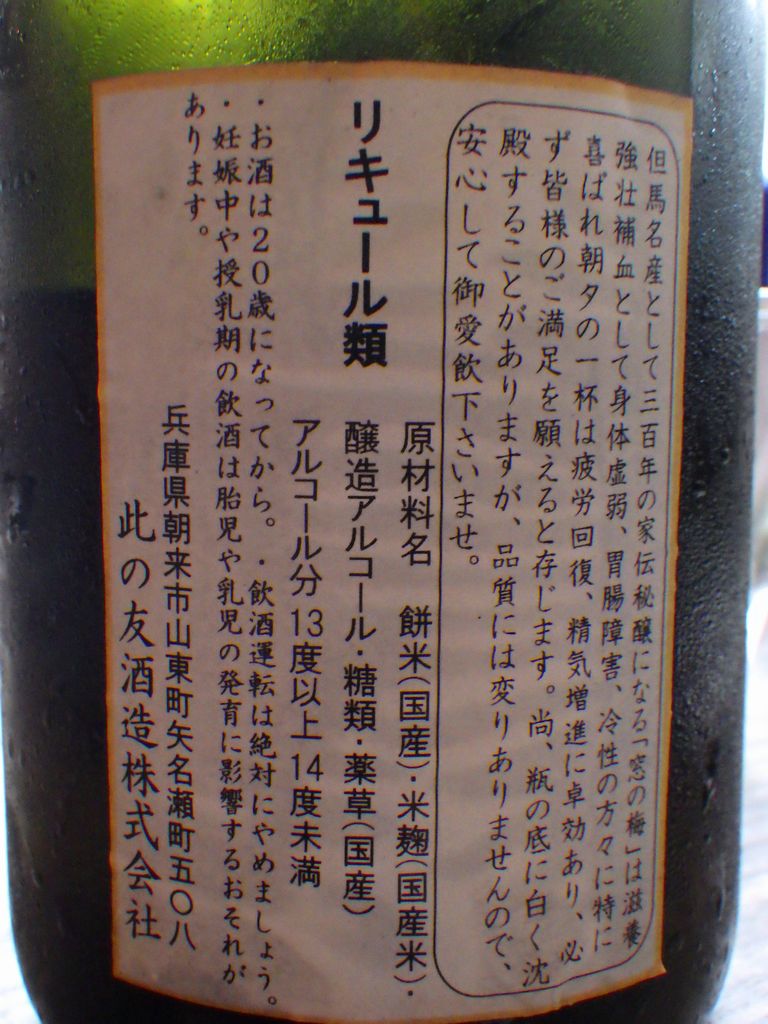 但馬名産として三百年の家伝秘醸になる「窓の梅」は滋養
強壮補血として身体虚弱、胃腸障害、冷性の方々に特に
喜ばれ朝夕の一杯は疲労回復、精気増進に卓効あり、必
ず皆様のご満足を願えると存じます。尚、瓶の底に白く沈
殿することがありますが、品質には変りありませんので、
安心して御愛飲下さいませ。
原材料名 餅米(国産)・米麹(国産米)・
醸造アルコール・糖類・薬草(国産)
リキュール類
アルコール分13度以上14度未満
・お酒は20歳になってから。・飲酒運転は絶対にやめましょう。
・妊娠中や授乳期の飲酒は胎児や乳児の発育に影響するおそれが
あります。
兵庫県朝来市山東町矢名瀬町五〇八
此の友酒造株式会社